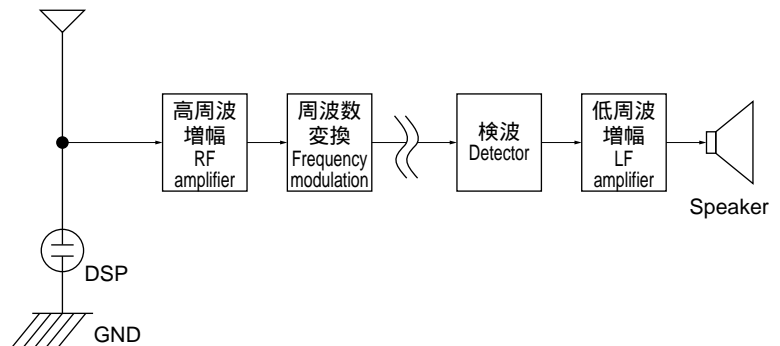 高周波
増幅
RF
amplifier
周波数
変換
Frequency
modulation
検波
Detector
低周波
増幅
LF
amplifier
Speaker
DSP
GND